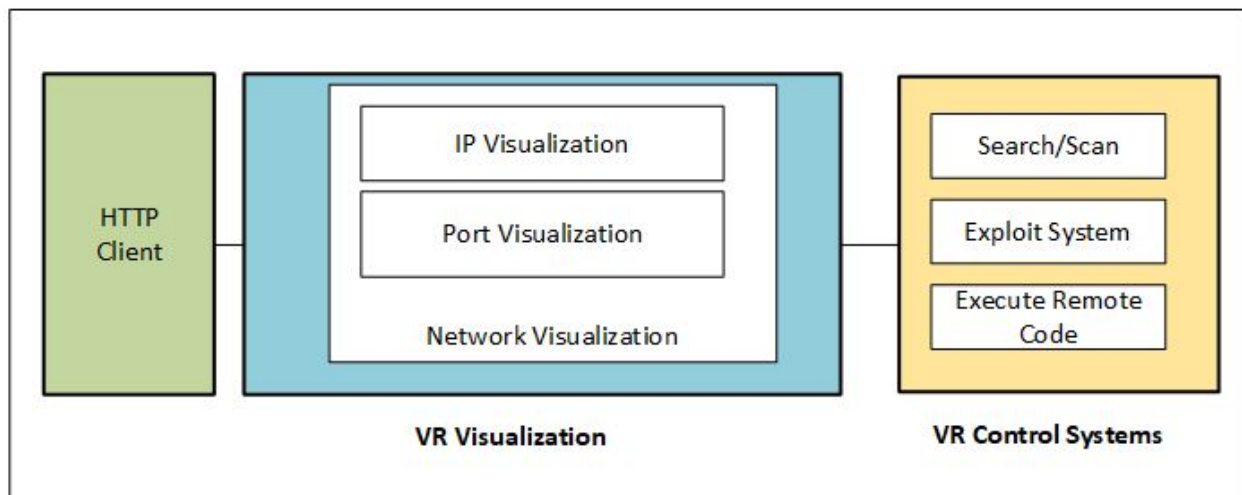 HTTP
Client
IP Visualization
Port Visualization
Network Visualization
VR Visualization
Search/Scan
Exploit System
Execute Remote
Code
VR Control Systems